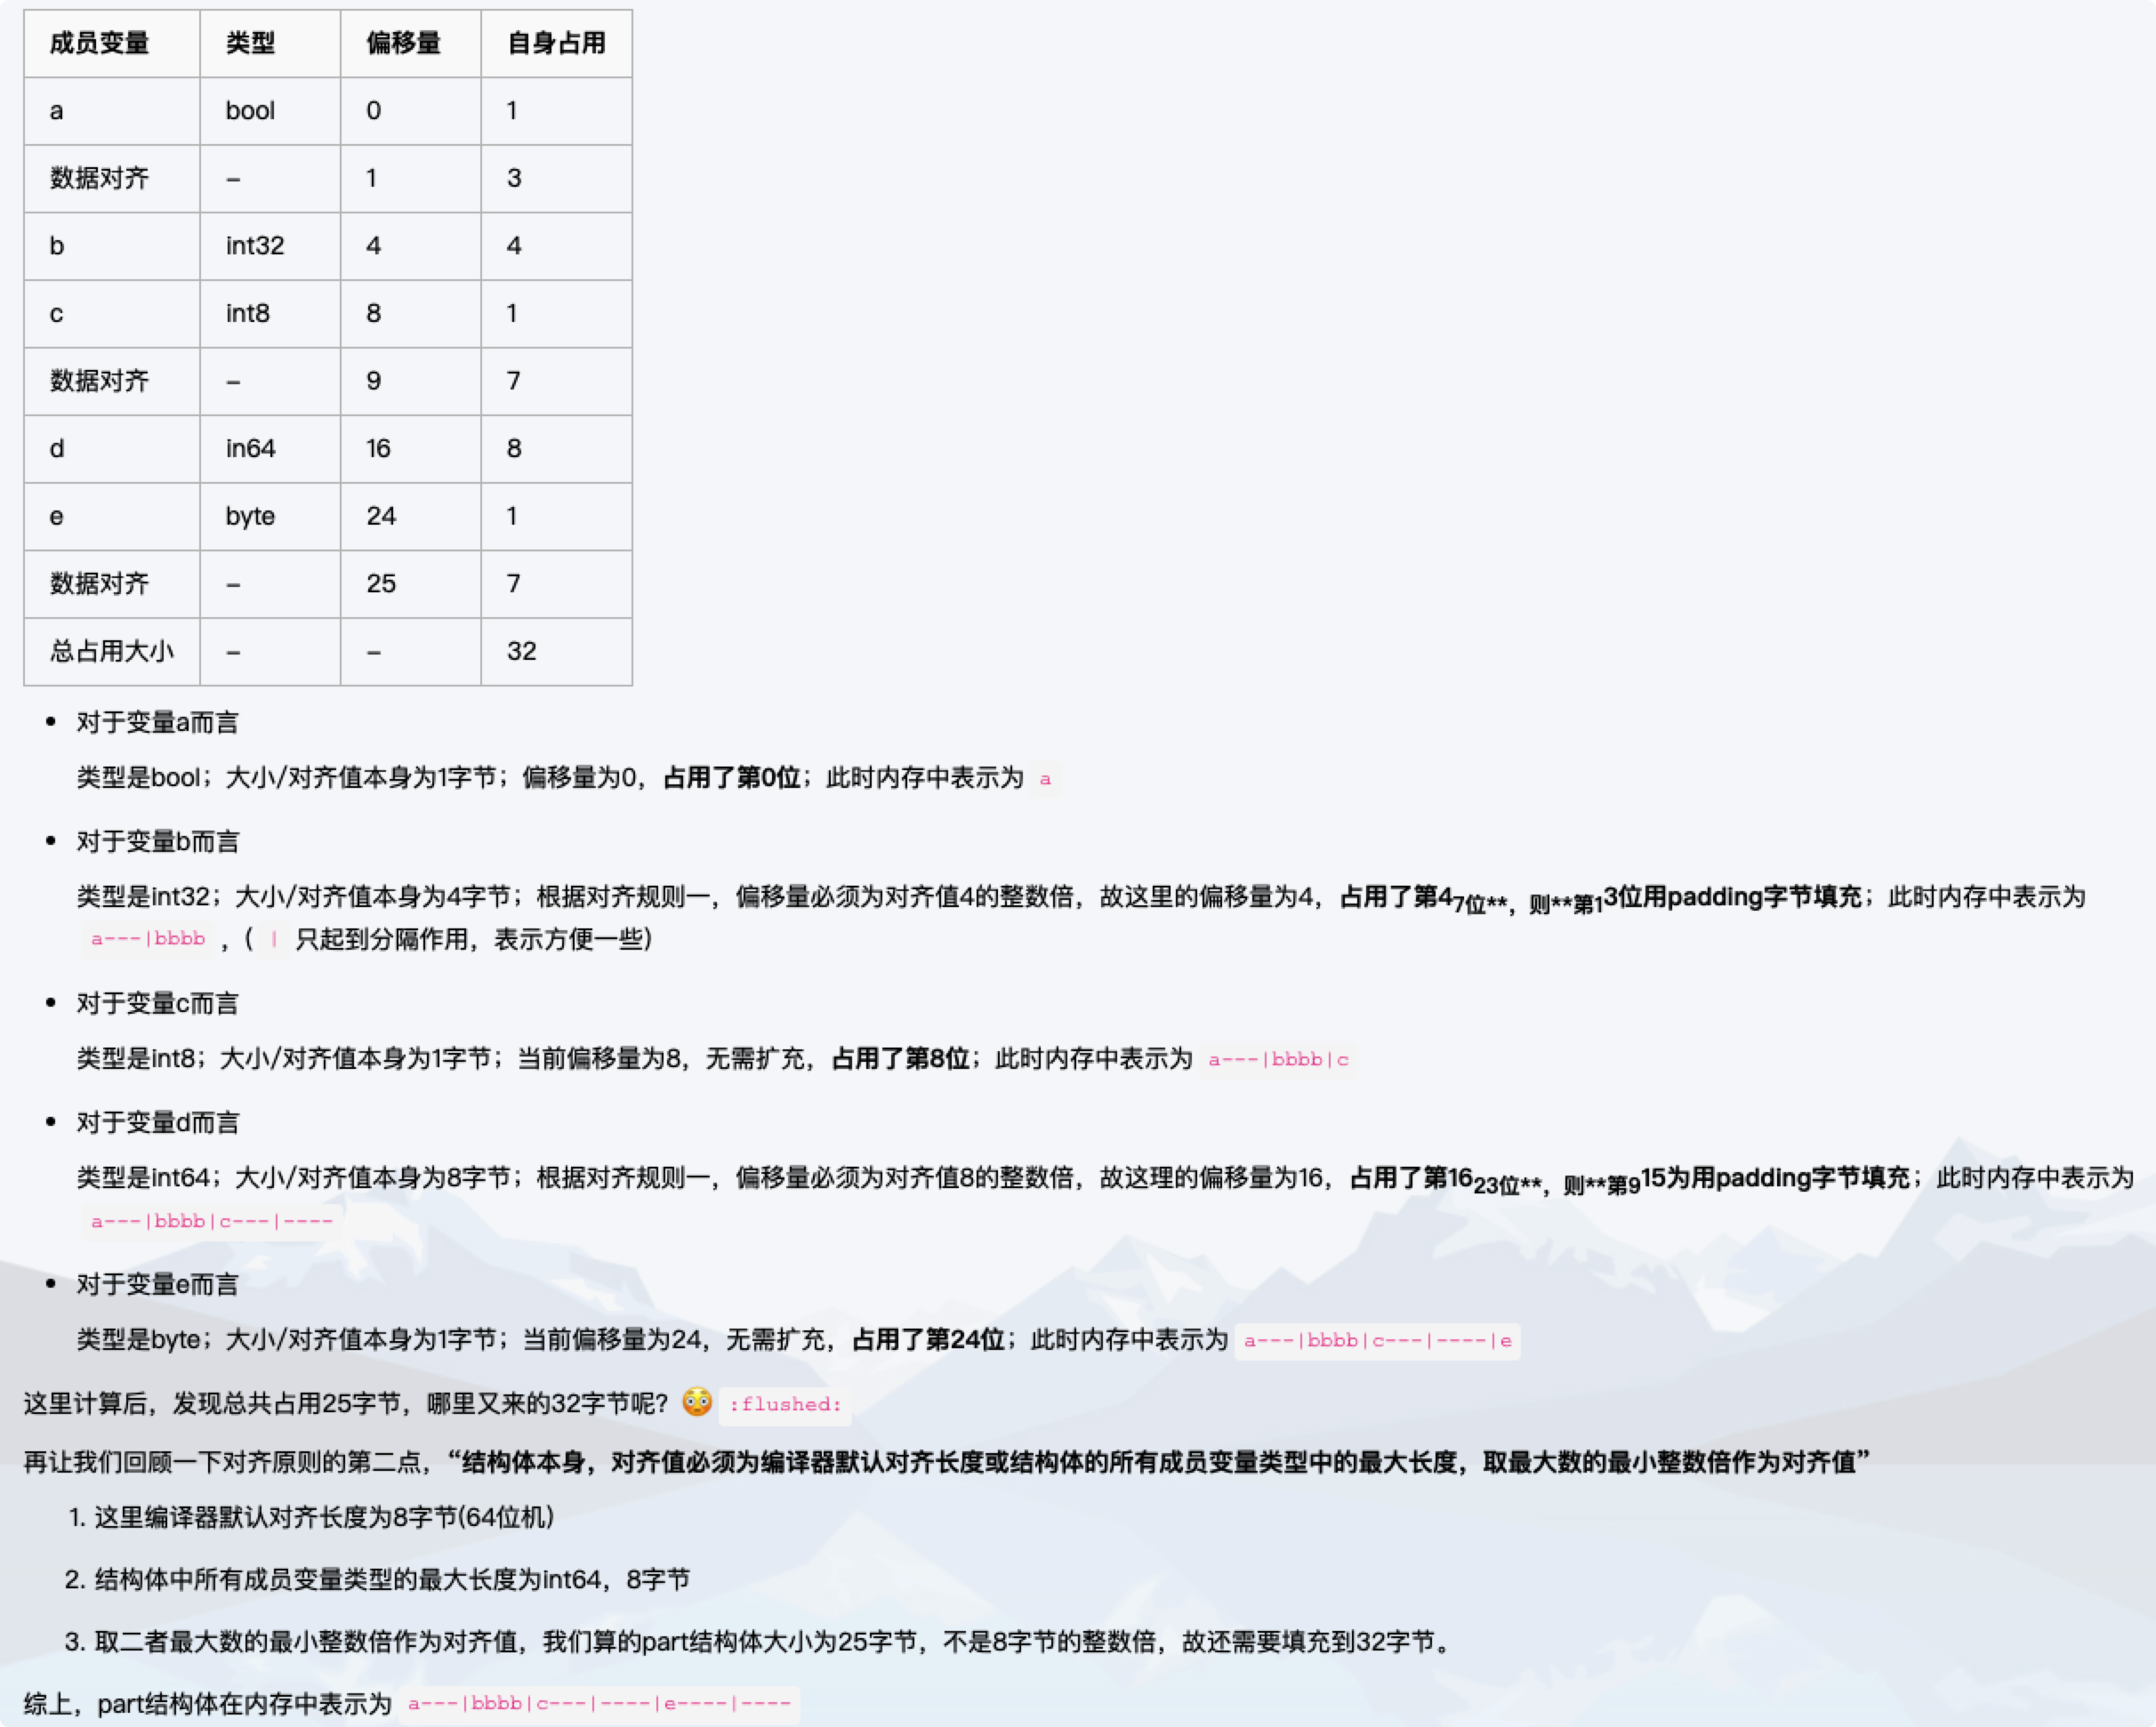 成员变量 类型 偏移量 自身占用
a bool 0 1
数据对齐 – 1 3
b int32 4 4
c int8 8 1
数据对齐 – 9 7
d in64 16 8
e byte 24 1
数据对齐 – 25 7
总占用大小 – – 32
• 对于变量a而言
类型是bool；大小/对齐值本身为1字节；偏移量为0，占用了第0位；此时内存中表示为 a
• 对于变量b而言
类型是int32；大小/对齐值本身为4字节；根据对齐规则一，偏移量必须为对齐值4的整数倍，故这里的偏移量为4，占用了第47位**，则**第13位用padding字节填充；此时内存中表示为
a---|bbbb ，( | 只起到分隔作用，表示方便一些)
• 对于变量c而言
类型是int8；大小/对齐值本身为1字节；当前偏移量为8，无需扩充，占用了第8位；此时内存中表示为 a---|bbbb|c
• 对于变量d而言
类型是int64；大小/对齐值本身为8字节；根据对齐规则一，偏移量必须为对齐值8的整数倍，故这理的偏移量为16，占用了第1623位**，则**第915为用padding字节填充；此时内存中表示为
a---|bbbb|c---|----
• 对于变量e而言
类型是byte；大小/对齐值本身为1字节；当前偏移量为24，无需扩充，占用了第24位；此时内存中表示为 a---|bbbb|c---|----|e
这里计算后，发现总共占用25字节，哪里又来的32字节呢？😳 :flushed:
再让我们回顾一下对齐原则的第二点，“结构体本身，对齐值必须为编译器默认对齐长度或结构体的所有成员变量类型中的最大长度，取最大数的最小整数倍作为对齐值”
1. 这里编译器默认对齐长度为8字节(64位机)
2. 结构体中所有成员变量类型的最大长度为int64，8字节
3. 取二者最大数的最小整数倍作为对齐值，我们算的part结构体大小为25字节，不是8字节的整数倍，故还需要填充到32字节。
综上，part结构体在内存中表示为 a---|bbbb|c---|----|e----|----